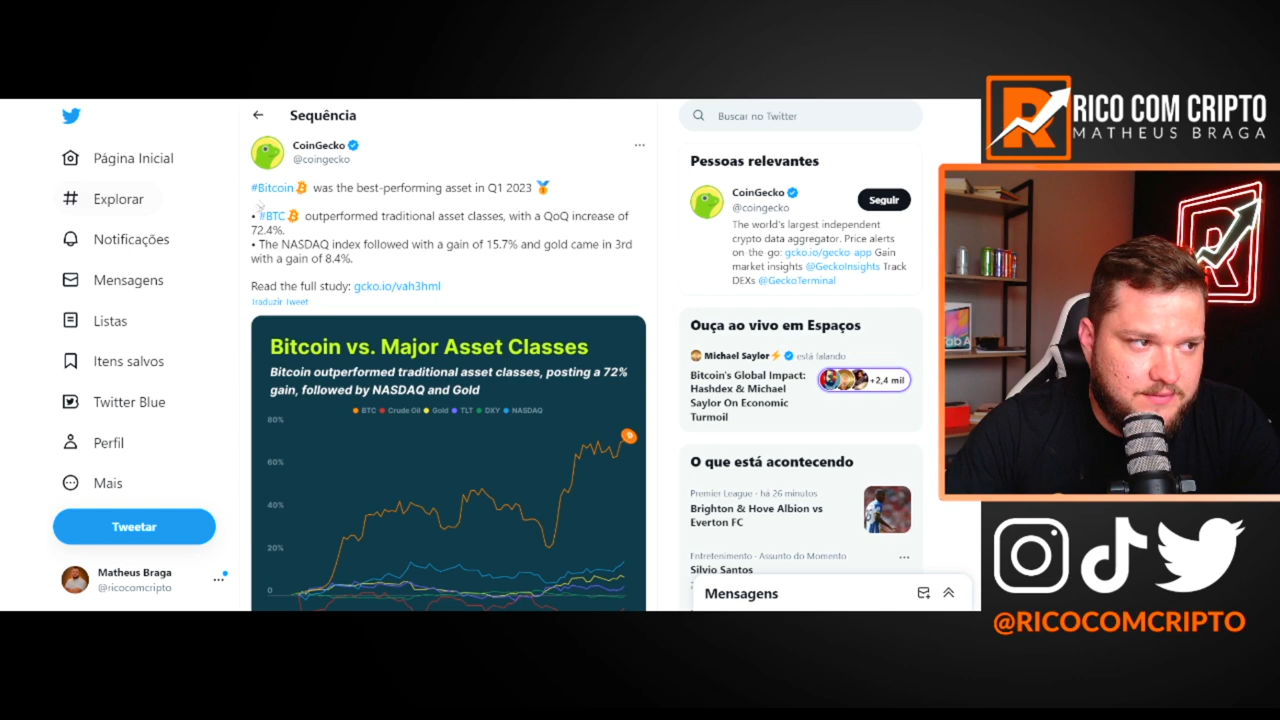 Sequência
CoinGecko
@coingecko
#Bitcoin was the best-performing asset in Q1 2023
• #BTC outperformed traditional asset classes, with a QoQ increase of
72.4%.
• The NASDAQ index followed with a gain of 15.7% and gold came in 3rd
with a gain of 8.4%.
Read the full study: gcko.io/vah3hml
Traduzir Tweet
Bitcoin vs. Major Asset Classes
Bitcoin outperformed traditional asset classes, posting a 72%
gain, followed by NASDAQ and Gold
BTC Crude Oil Gold TLT DXY NASDAQ
80%
60%
40%
20%
0
Página Inicial
Explorar
Notificações
Mensagens
Listas
Itens salvos
Twitter Blue
Perfil
Mais
Tweetar
Matheus Braga
@ricocomcripto
Buscar no Twitter
Pessoas relevantes
CoinGecko
@coingecko
Seguir
The world's largest independent
crypto data aggregator. Price alerts
on-the-go: gcko.io/gecko-app Gain
market insights @GeckoInsights Track
DEXs @GeckoTerminal
Ouça ao vivo em Espaços
Michael Saylor⚡ está falando
Bitcoin's Global Impact:
Hashdex & Michael
Saylor On Economic
Turmoil
+2,4 mil
O que está acontecendo
Premier League · há 26 minutos
Brighton & Hove Albion vs
Everton FC
Entretenimento · Assunto do Momento
Silvio Santos
Mensagens
R
RICO COM CRIPTO
MATHEUS BRAGA
@RICOCOMCRIPTO